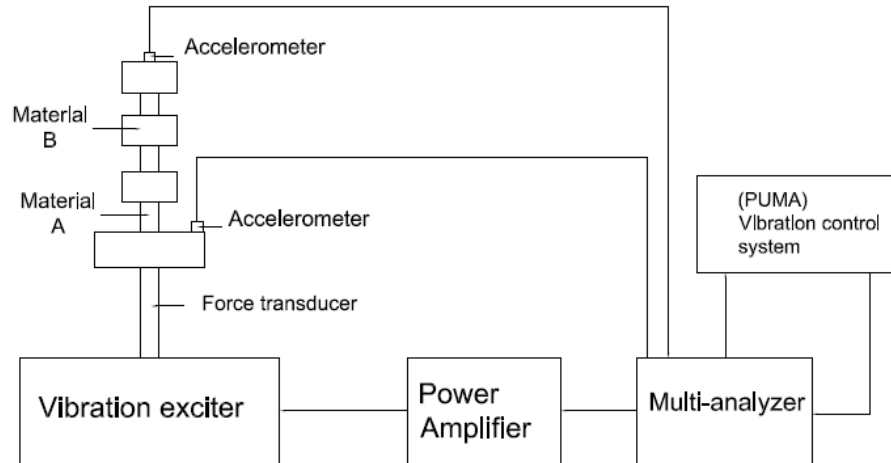 Accelerometer
Material
B
Material
A
Accelerometer
(PUMA)
Vibration control
system
Force transducer
Vibration exciter
Power
Amplifier
Multi-analyzer